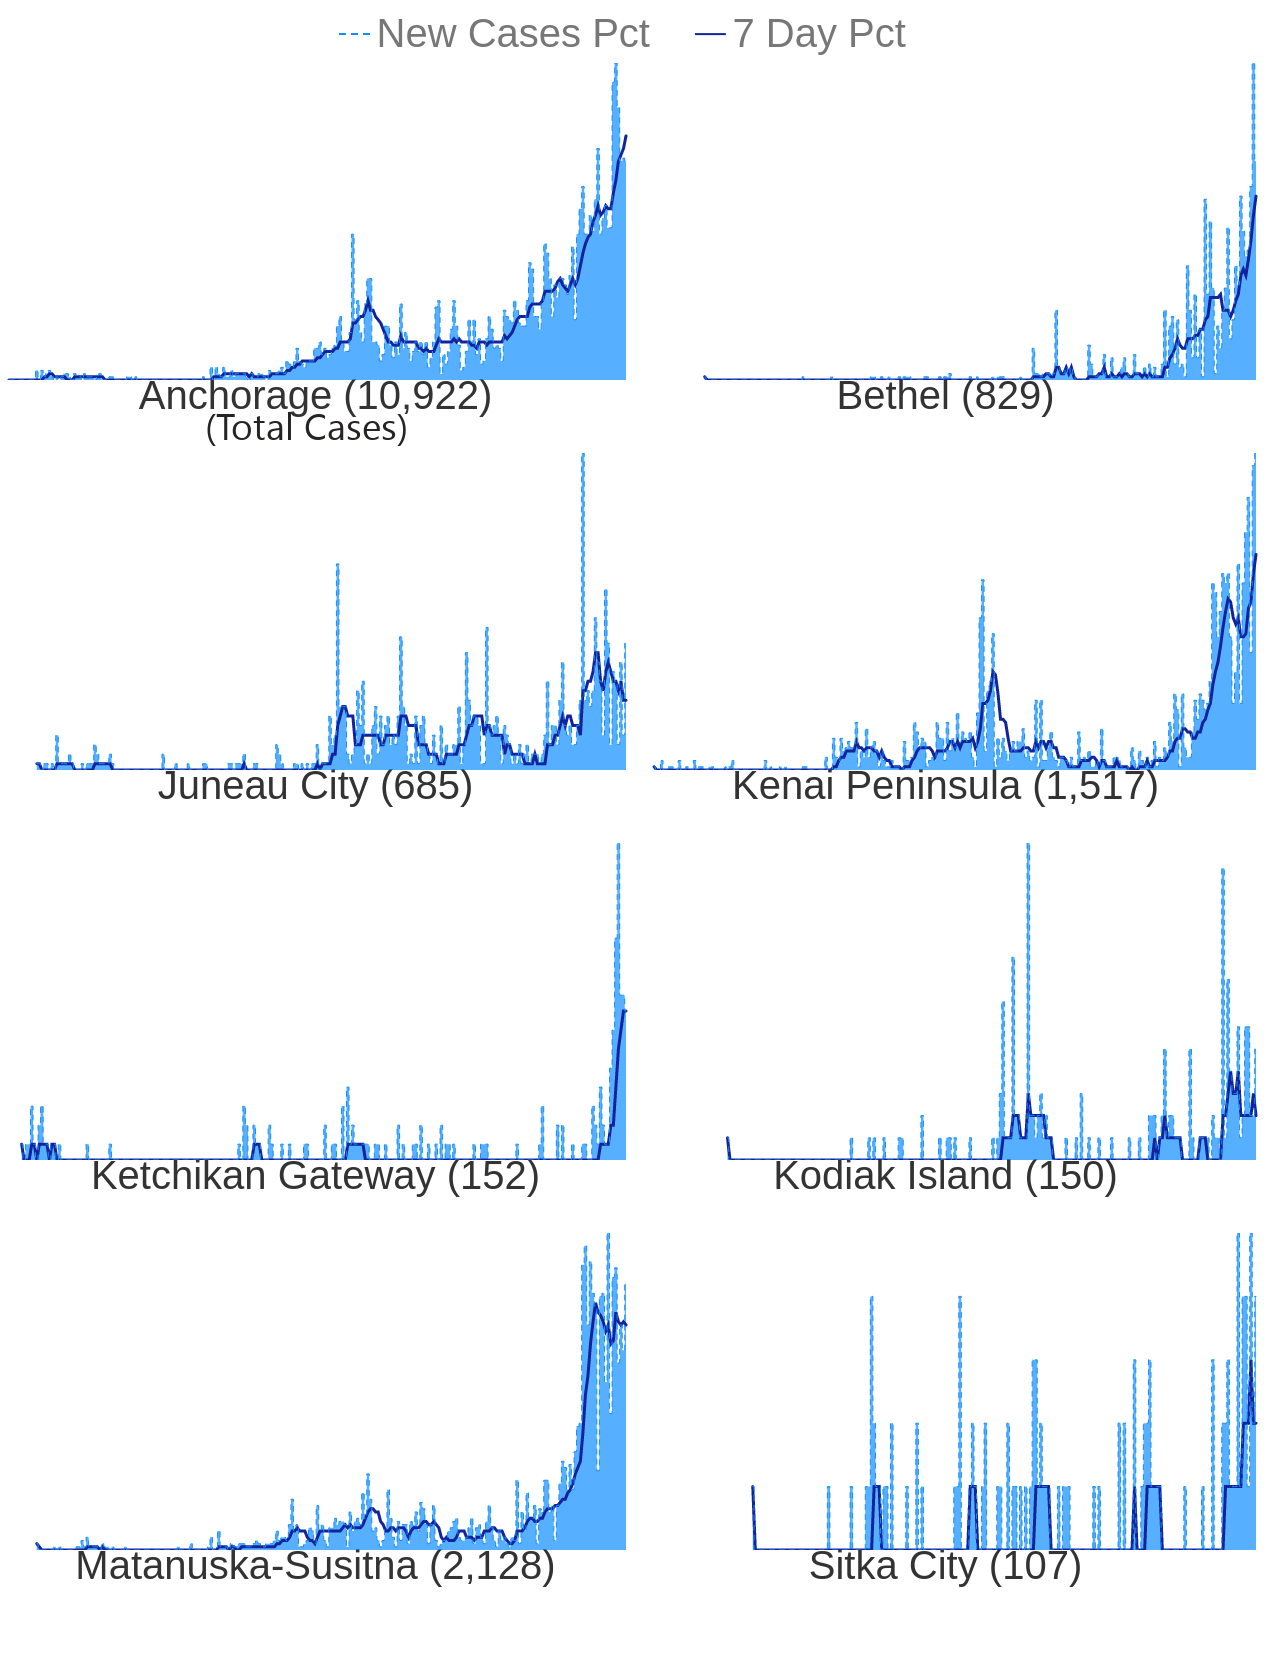 New Cases Pct 7 Day Pct
Anchorage (10,922)
(Total Cases)
Bethel (829)
Juneau City (685)
Kenai Peninsula (1,517)
Ketchikan Gateway (152)
Kodiak Island (150)
Matanuska-Susitna (2,128)
Sitka City (107)